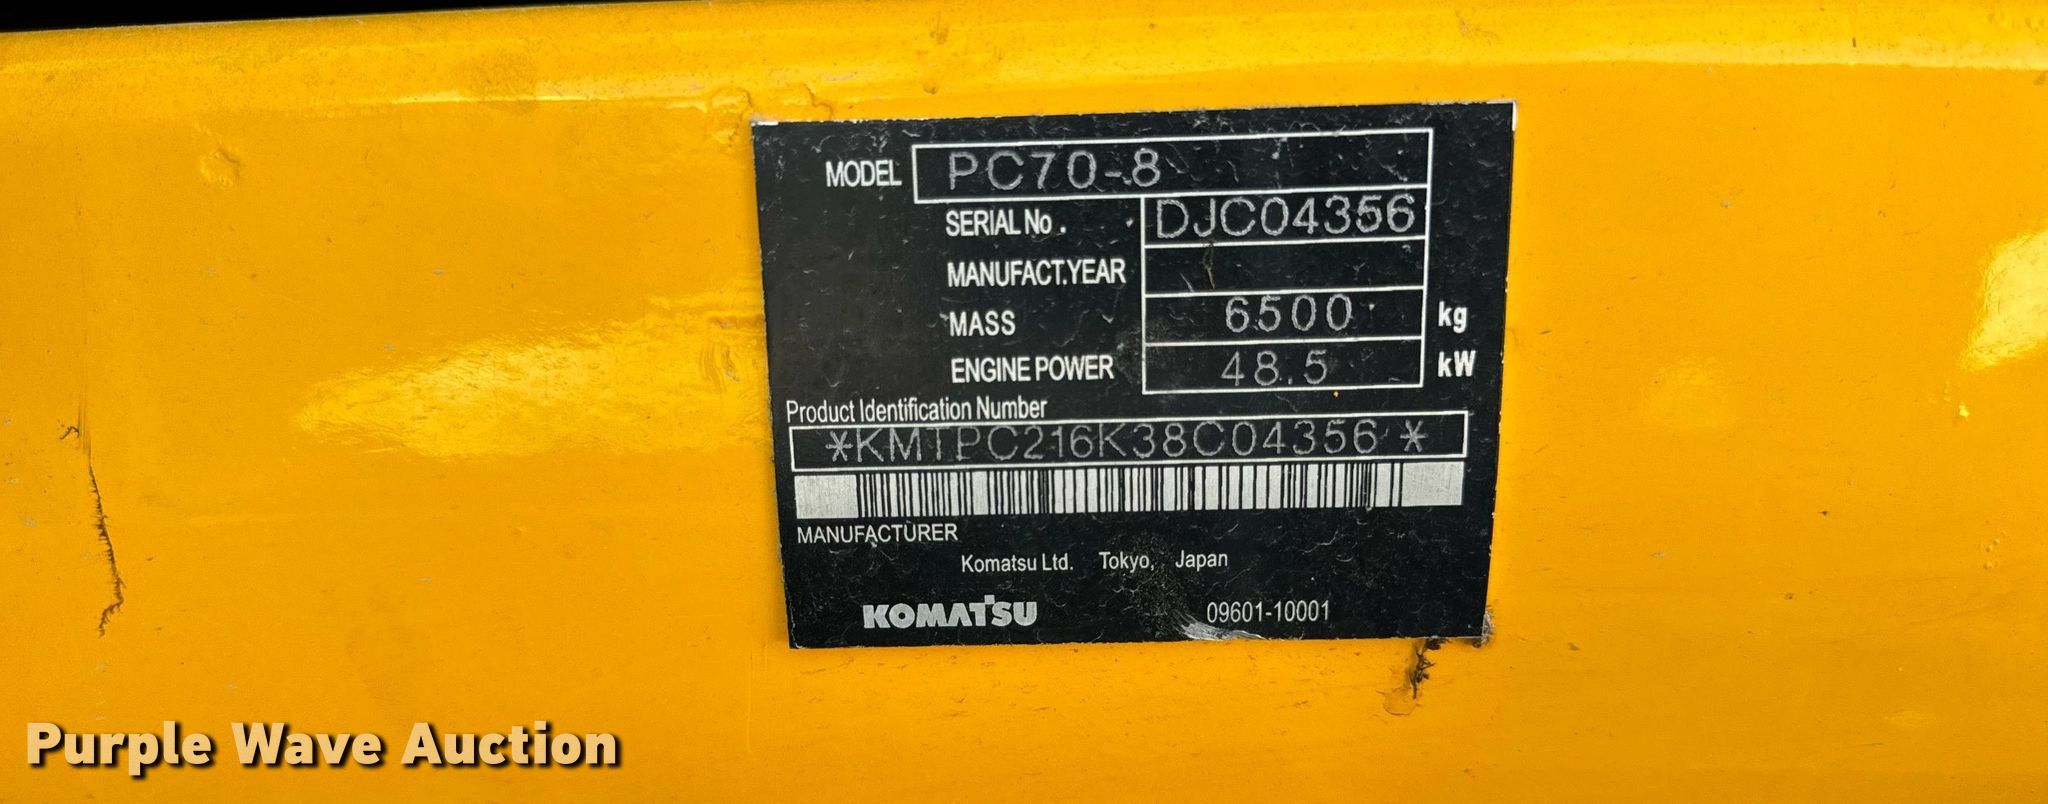 MODEL PC70-8
SERIAL No. DJC04356
MANUFACT.YEAR
MASS 6500 kg
ENGINE POWER 48.5 kW
Product Identification Number
*KMTPC216K38C04356*
MANUFACTURER
Komatsu Ltd. Tokyo, Japan
KOMATSU 09601-10001
Purple Wave Auction